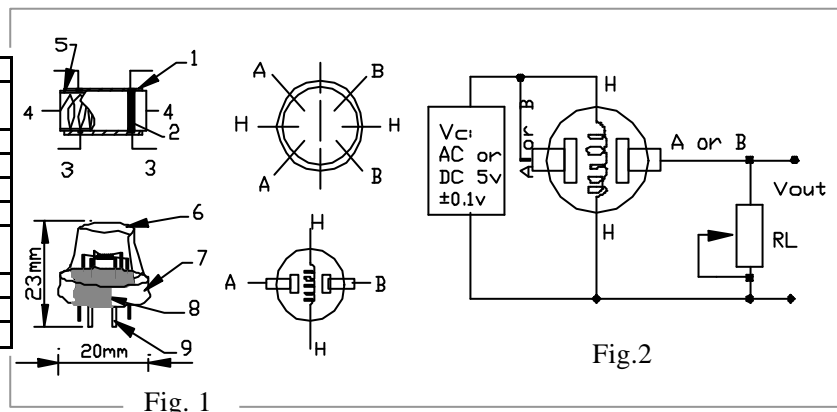 5
1
4
4
2
3
3
A
B
H
H
A
B
6
7
8
9
23mm
20mm
H
A
B
H
Fig. 1
Vc:
AC or
DC 5v
±0.1v
A or B
H
H
A or B
Vout
RL
Fig.2